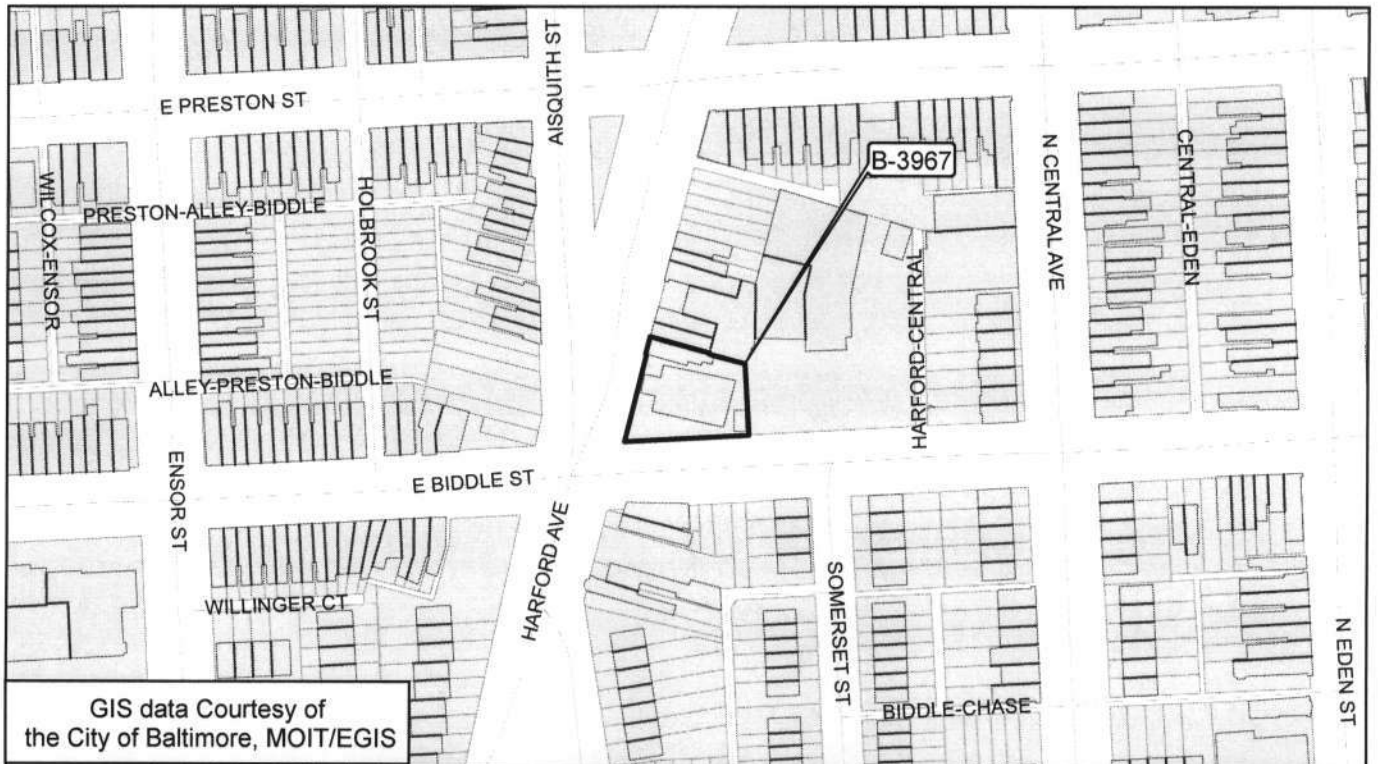 E PRESTON ST
AISQUITH ST
B-3967
N CENTRAL AVE
CENTRAL-EDEN
WILCOX-ENSOR
PRESTON-ALLEY-BIDDLE
HOLBROOK ST
HARFORD-CENTRAL
ALLEY-PRESTON-BIDDLE
ENSOR ST
E BIDDLE ST
HARFORD AVE
WILLINGER CT
SOMERSET ST
N EDEN ST
BIDDLE-CHASE
GIS data Courtesy of
the City of Baltimore, MOIT/EGIS